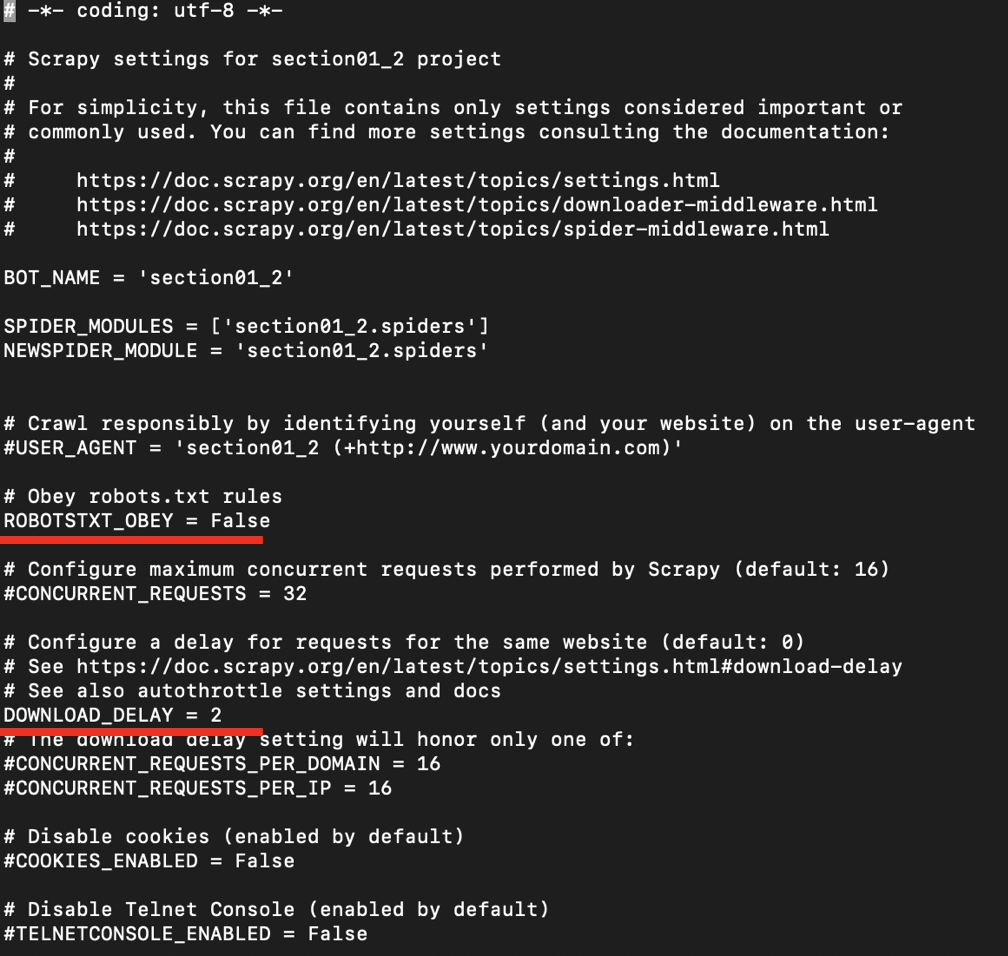 # -*- coding: utf-8 -*-
# Scrapy settings for section01_2 project
#
# For simplicity, this file contains only settings considered important or
# commonly used. You can find more settings consulting the documentation:
#
#     https://doc.scrapy.org/en/latest/topics/settings.html
#     https://doc.scrapy.org/en/latest/topics/downloader-middleware.html
#     https://doc.scrapy.org/en/latest/topics/spider-middleware.html
BOT_NAME = 'section01_2'
SPIDER_MODULES = ['section01_2.spiders']
NEWSPIDER_MODULE = 'section01_2.spiders'
# Crawl responsibly by identifying yourself (and your website) on the user-agent
#USER_AGENT = 'section01_2 (+http://www.yourdomain.com)'
# Obey robots.txt rules
ROBOTSTXT_OBEY = False
# Configure maximum concurrent requests performed by Scrapy (default: 16)
#CONCURRENT_REQUESTS = 32
# Configure a delay for requests for the same website (default: 0)
# See https://doc.scrapy.org/en/latest/topics/settings.html#download-delay
# See also autothrottle settings and docs
DOWNLOAD_DELAY = 2
# The download delay setting will honor only one of:
#CONCURRENT_REQUESTS_PER_DOMAIN = 16
#CONCURRENT_REQUESTS_PER_IP = 16
# Disable cookies (enabled by default)
#COOKIES_ENABLED = False
# Disable Telnet Console (enabled by default)
#TELNETCONSOLE_ENABLED = False